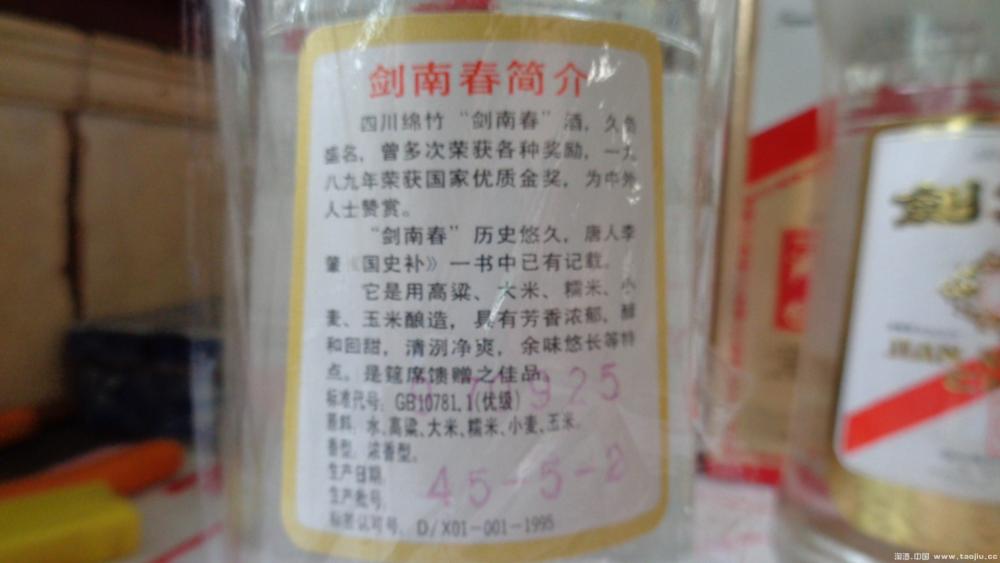 剑南春简介
四川绵竹“剑南春”酒，久负
盛名，曾多次荣获各种奖励，一九
八九年荣获国家优质金奖，为中外
人士赞赏。
“剑南春”历史悠久，唐人李
肇《国史补》一书中已有记载。
它是用高粱、大米、糯米、小
麦、玉米酿造，具有芳香浓郁，醇
和回甜，清洌净爽，余味悠长等特
点。是筵席馈赠之佳品。
标准代号：GB10781.1(优级)
原料：水、高粱、大米、糯米、小麦、玉米。
香型：浓香型。
生产日期：
生产批号：
45-5-2
标签认可号：D/X01-001-1995
淘酒.中国 www.taojiu.cc